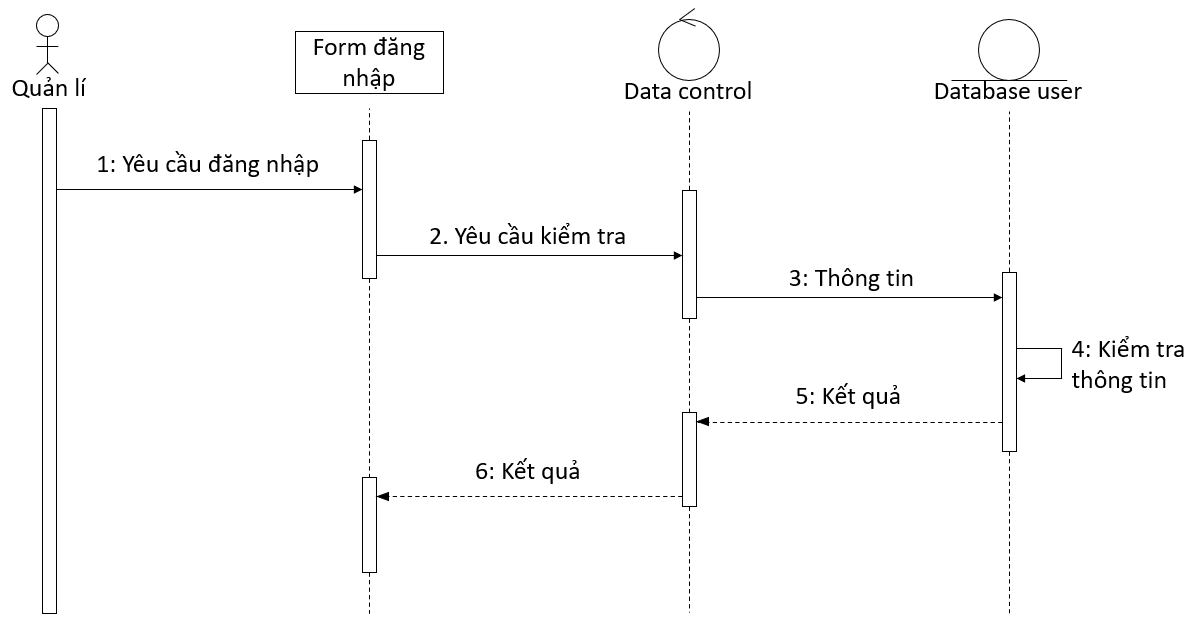 Quản lí
Form đăng
nhập
Data control
Database user
1: Yêu cầu đăng nhập
2. Yêu cầu kiểm tra
3: Thông tin
4: Kiểm tra
thông tin
5: Kết quả
6: Kết quả